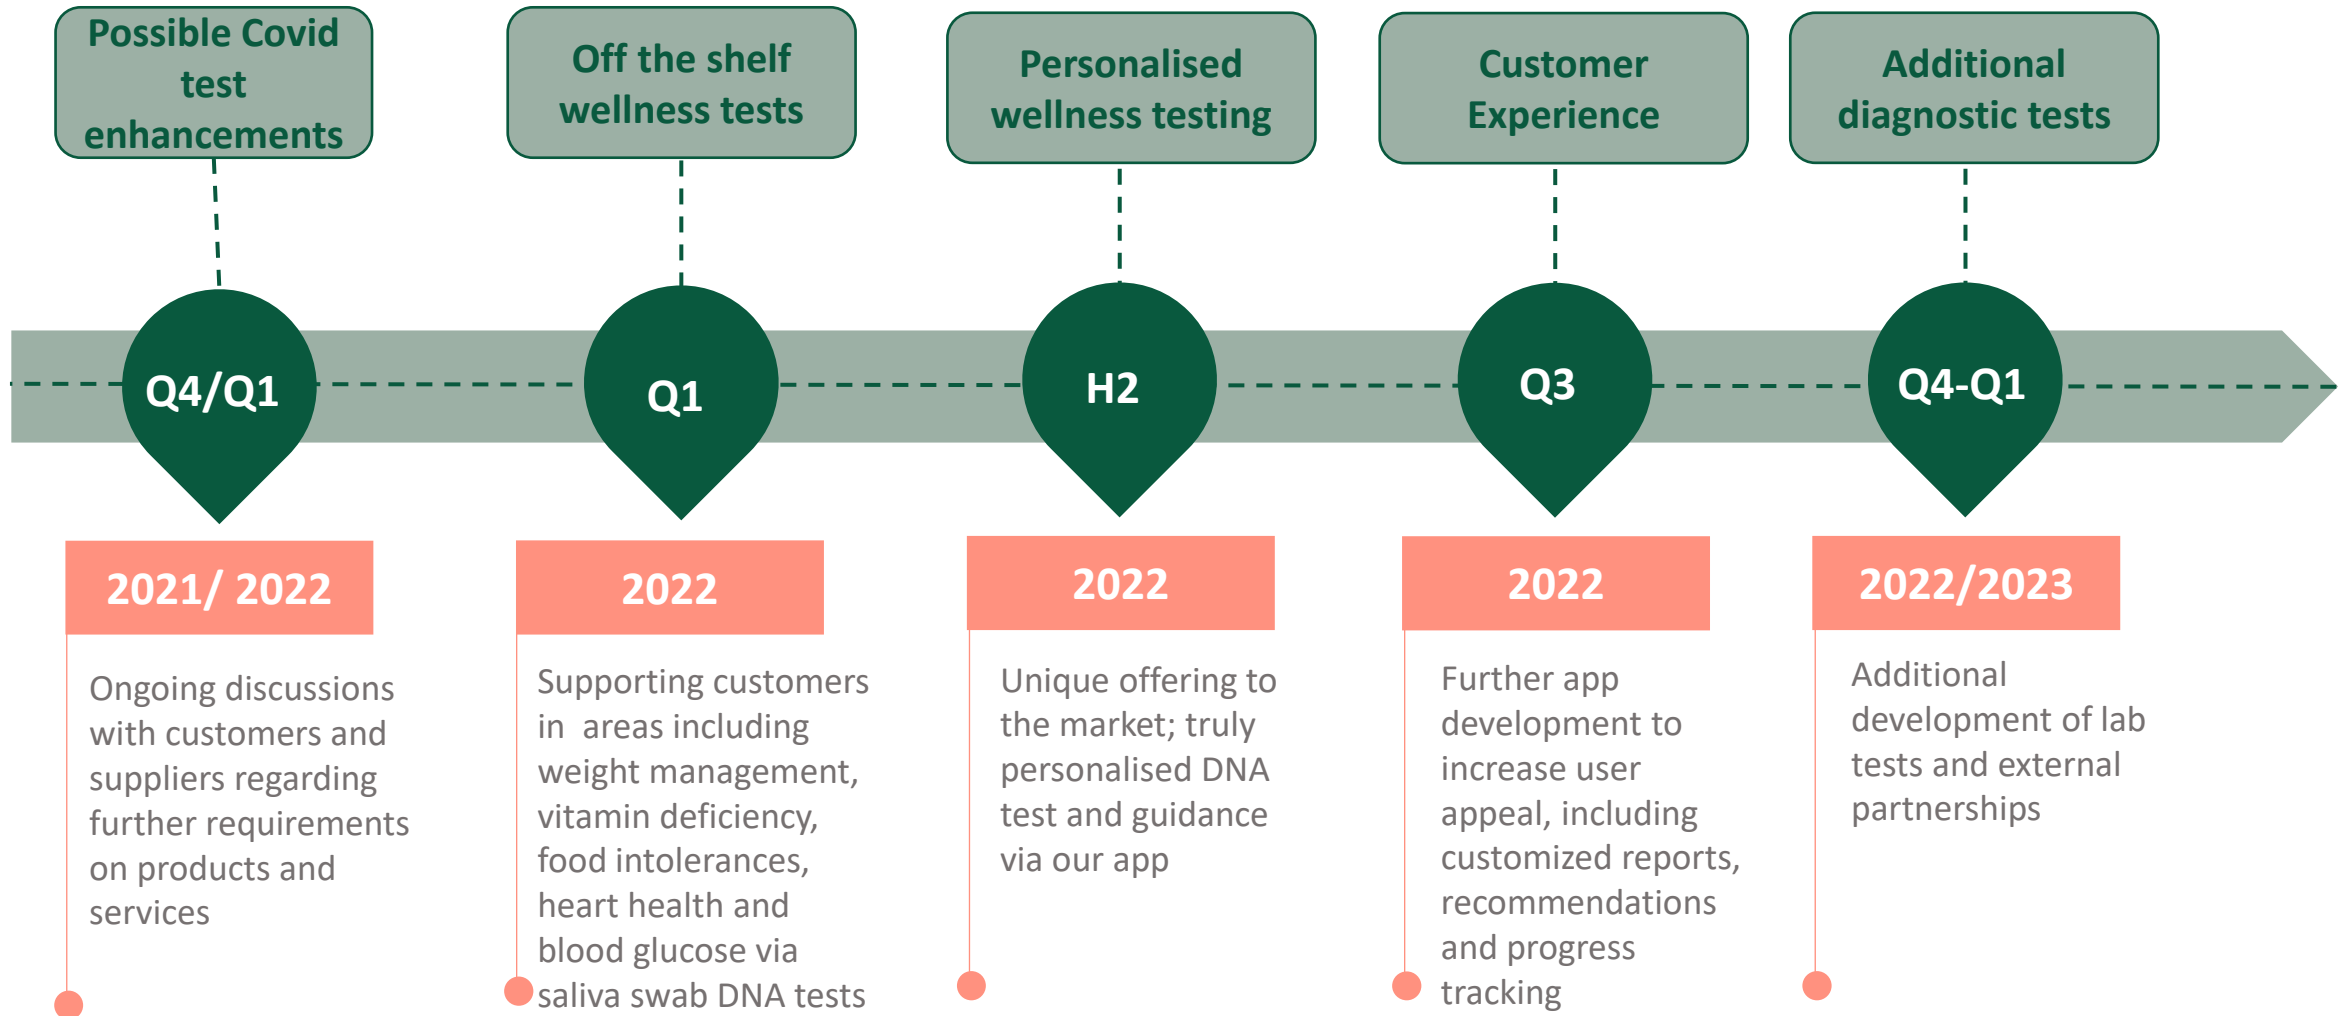 Possible Covid
test
enhancements
Off the shelf
wellness tests
Personalised
wellness testing
Customer
Experience
Additional
diagnostic tests
Q4/Q1
Q1
H2
Q3
Q4-Q1
2021/ 2022
2022
2022
2022
2022/2023
Ongoing discussions
with customers and
suppliers regarding
further requirements
on products and
services
Supporting customers
in  areas including
weight management,
vitamin deficiency,
food intolerances,
heart health and
blood glucose via
saliva swab DNA tests
Unique offering to
the market; truly
personalised DNA
test and guidance
via our app
Further app
development to
increase user
appeal, including
customized reports,
recommendations
and progress
tracking
Additional
development of lab
tests and external
partnerships